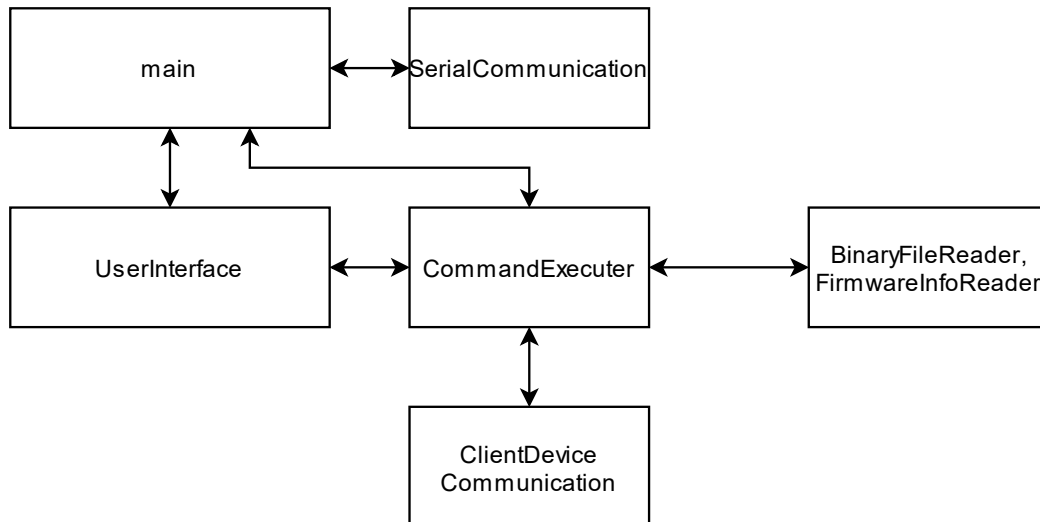 main
SerialCommunication
UserInterface
CommandExecuter
BinaryFileReader,
FirmwareInfoReader
ClientDevice
Communication